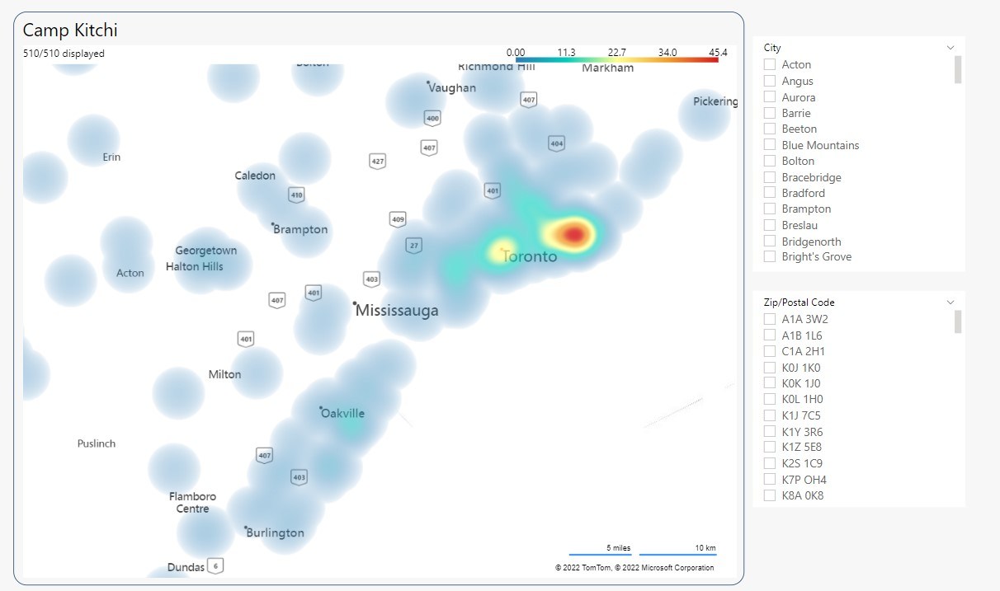 Camp Kitchi
510/510 displayed
0.00 11.3 22.7 34.0 45.4
Bolton
Richmond Hill
Markham
Vaughan
Pickering
407
400
404
407
427
Erin
Caledon
410
401
409
Brampton
27
Georgetown
Halton Hills
Toronto
Acton
403
401
407
Mississauga
401
Milton
Oakville
Puslinch
407
403
Flamboro
Centre
Burlington
Dundas 6
5 miles 10 km
© 2022 TomTom, © 2022 Microsoft Corporation
City
Acton
Angus
Aurora
Barrie
Beeton
Blue Mountains
Bolton
Bracebridge
Bradford
Brampton
Breslau
Bridgenorth
Bright's Grove
Zip/Postal Code
A1A 3W2
A1B 1L6
C1A 2H1
K0J 1K0
K0K 1J0
K0L 1H0
K1J 7C5
K1Y 3R6
K1Z 5E8
K2S 1C9
K7P OH4
K8A 0K8